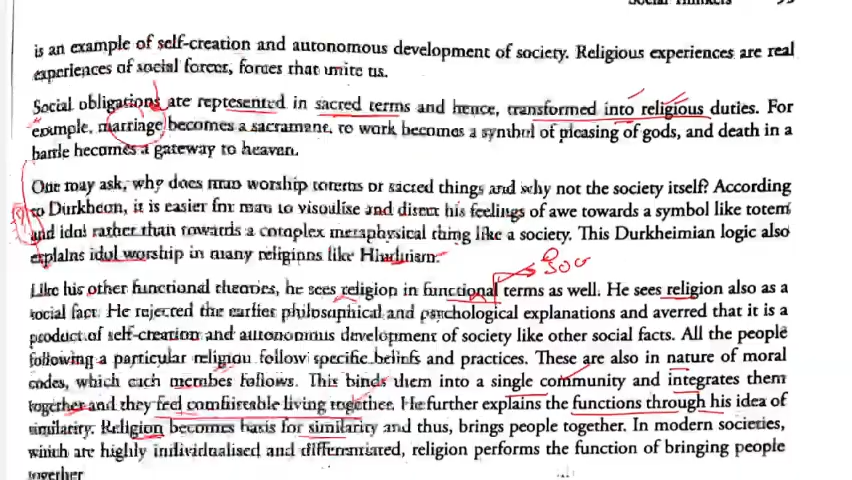 Social Thinkers
is an example of self-creation and autonomous development of society. Religious experiences are real
experiences of social forces, forces that unite us.
Social obligations are represented in sacred terms and hence, transformed into religious duties. For
example, marriage becomes a sacrament, to work becomes a symbol of pleasing of gods, and death in a
battle becomes a gateway to heaven.
One may ask, why does man worship totems or sacred things and why not the society itself? According
to Durkheim, it is easier for man to visualise and direct his feelings of awe towards a symbol like totem
and idol rather than towards a complex metaphysical thing like a society. This Durkheimian logic also
explains idol worship in many religions like Hinduism.
Soc
Like his other functional theories, he sees religion in functional terms as well. He sees religion also as a
social fact. He rejected the earlier philosophical and psychological explanations and averred that it is a
product of self-creation and autonomous development of society like other social facts. All the people
following a particular religion follow specific beliefs and practices. These are also in nature of moral
codes, which each member follows. This binds them into a single community and integrates them
together and they feel comfortable living together. He further explains the functions through his idea of
similarity. Religion becomes basis for similarity and thus, brings people together. In modern societies,
which are highly individualised and differentiated, religion performs the function of bringing people
together